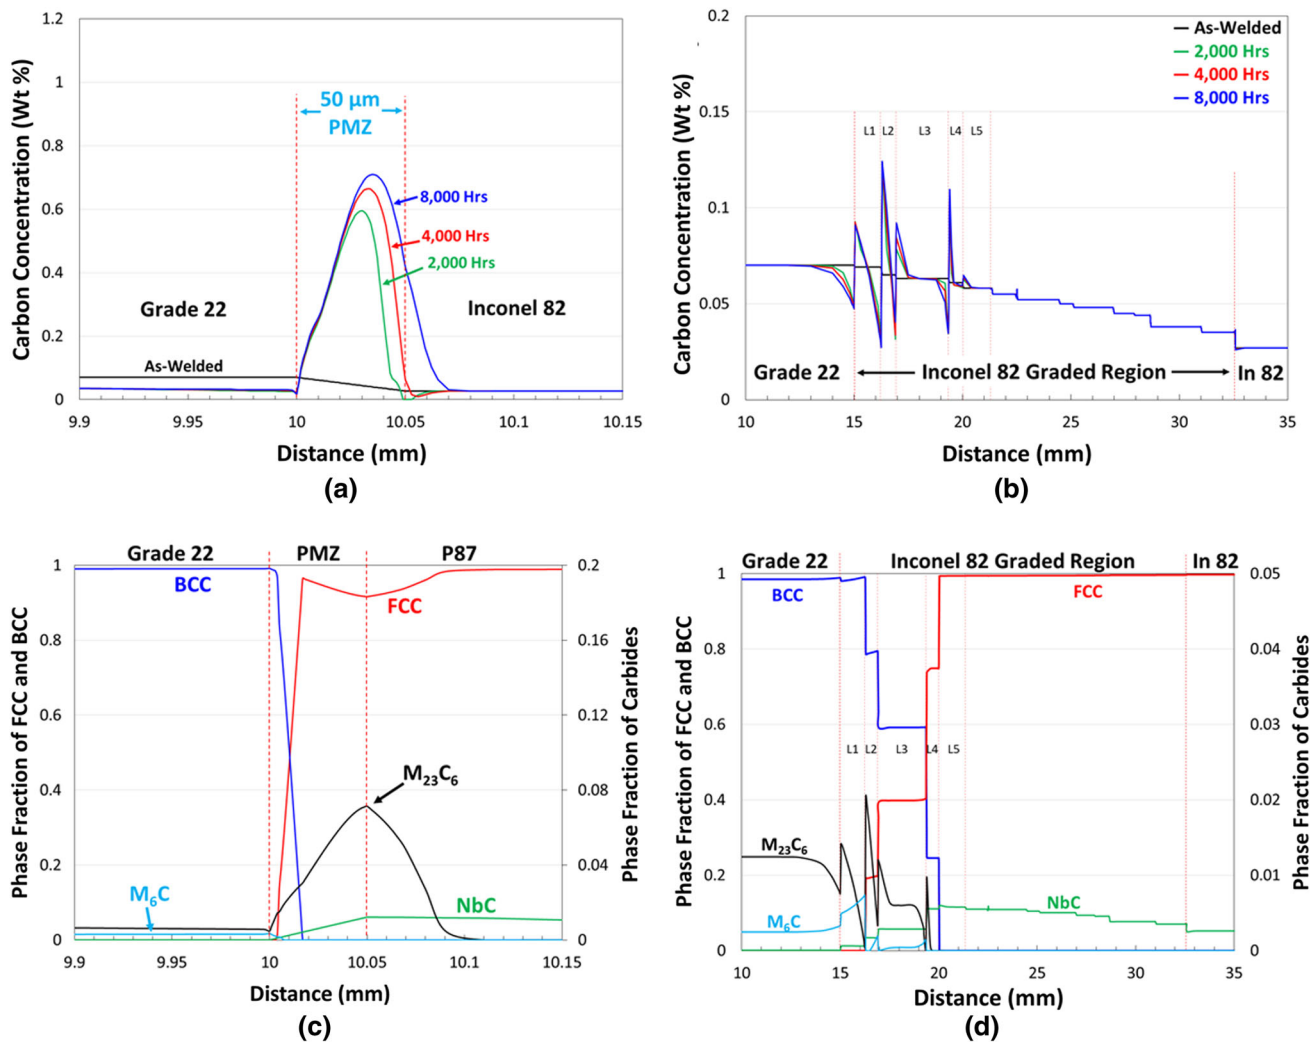 Carbon Concentration (Wt %)
1.2
1
0.8
0.6
0.4
0.2
0
50 µm
PMZ
8,000 Hrs
4,000 Hrs
2,000 Hrs
Grade 22
Inconel 82
As-Welded
9.9 9.95 10 10.05 10.1 10.15
Distance (mm)
(a)
Carbon Concentration (Wt %)
0.2
0.15
0.1
0.05
0
As-Welded
2,000 Hrs
4,000 Hrs
8,000 Hrs
L1 L2 L3 L4 L5
Grade 22 Inconel 82 Graded Region In 82
10 15 20 25 30 35
Distance (mm)
(b)
Grade 22 PMZ P87
Phase Fraction of FCC and BCC
1
0.8
0.6
0.4
0.2
0
BCC
FCC
M23C6
M6C
NbC
0.2
0.16
0.12
0.08
0.04
0
Phase Fraction of Carbides
9.9 9.95 10 10.05 10.1 10.15
Distance (mm)
(c)
Grade 22 Inconel 82 Graded Region In 82
Phase Fraction of FCC and BCC
1
0.8
0.6
0.4
0.2
0
BCC
FCC
L1 L2 L3 L4 L5
M23C6
M6C
NbC
0.05
0.04
0.03
0.02
0.01
0
Phase Fraction of Carbides
10 15 20 25 30 35
Distance (mm)
(d)